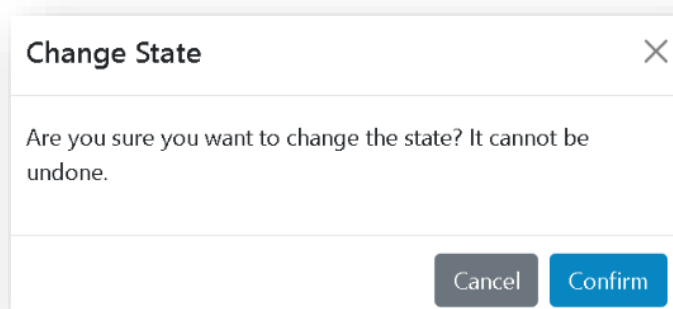 Change State
Are you sure you want to change the state? It cannot be
undone.
Cancel Confirm